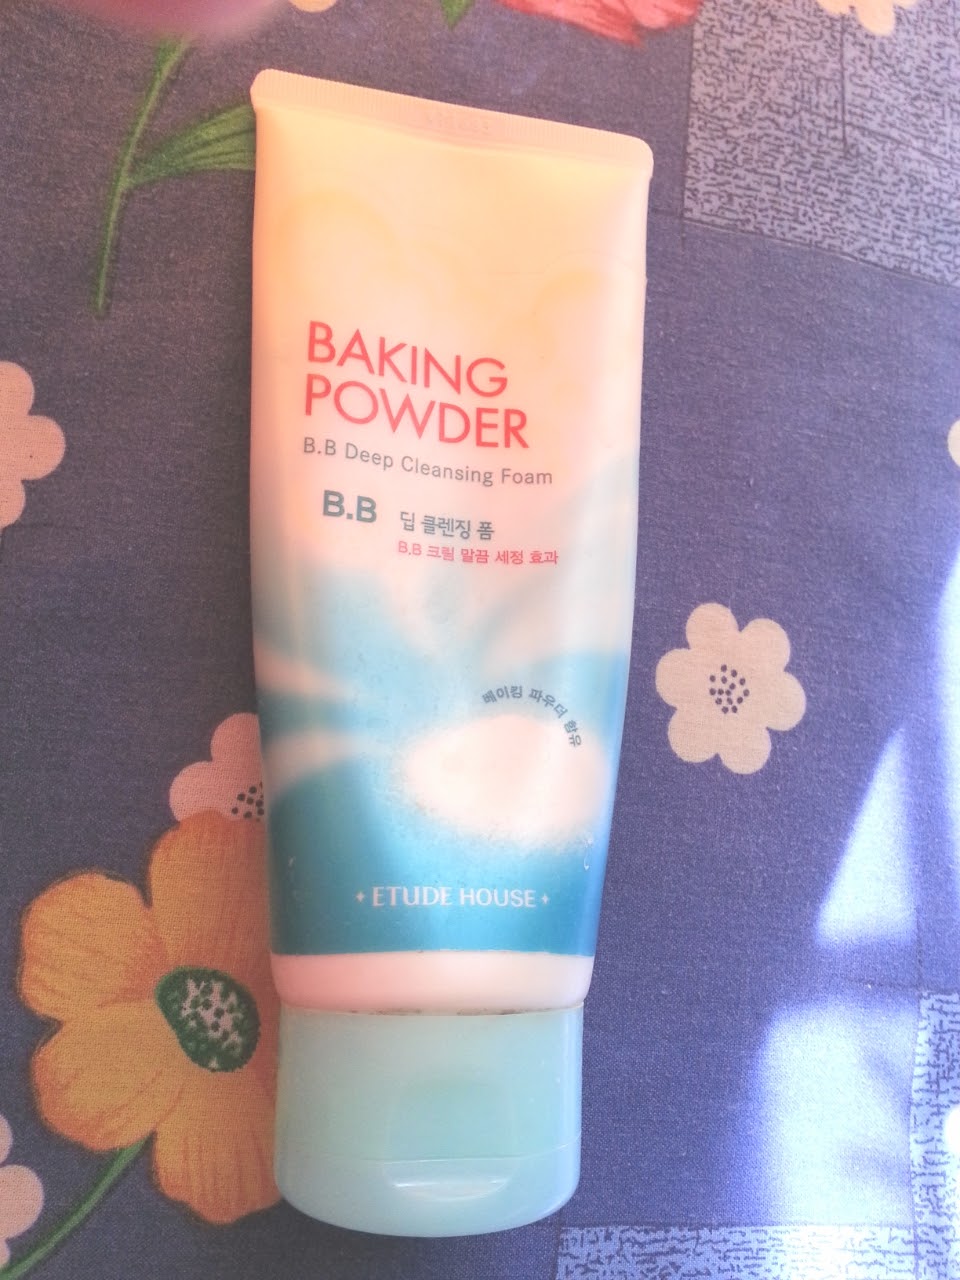 BAKING
POWDER
B.B Deep Cleansing Foam
B.B 딥 클렌징 폼
B.B 크림 말끔 세정 효과
베이킹 파우더 함유
ETUDE HOUSE